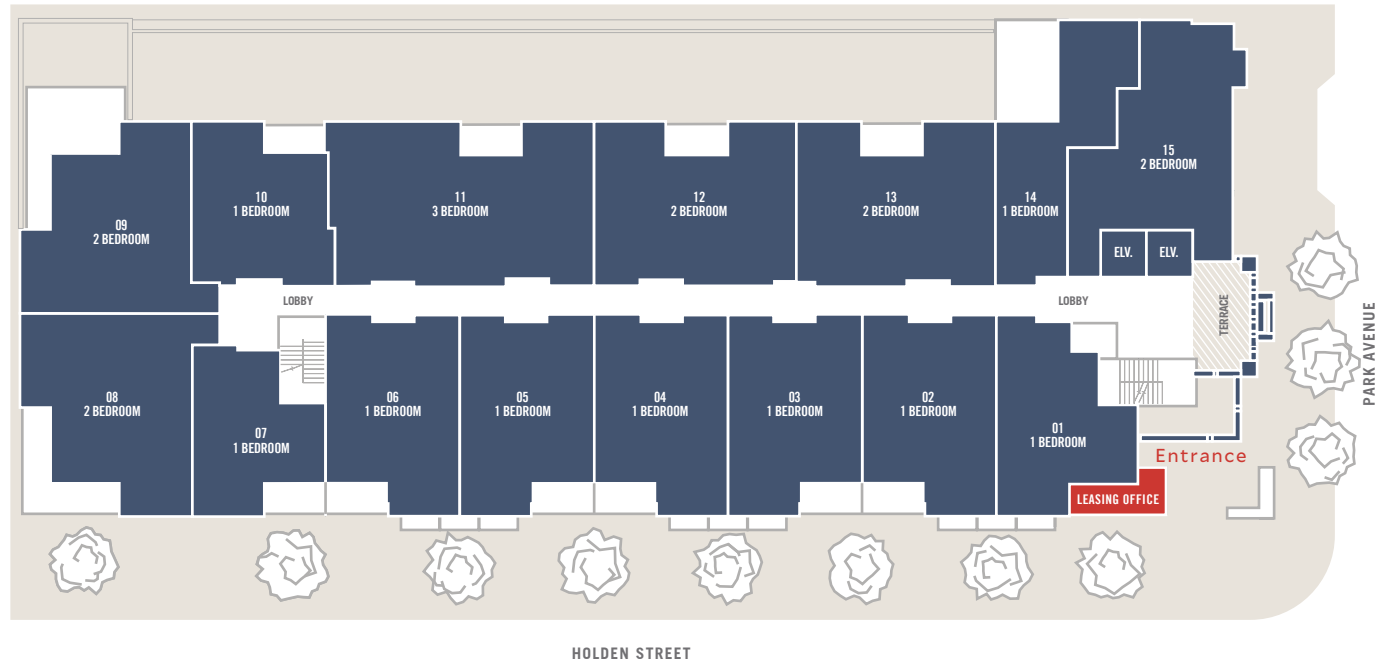 15
2 BEDROOM
10
1 BEDROOM
11
3 BEDROOM
12
2 BEDROOM
13
2 BEDROOM
14
1 BEDROOM
09
2 BEDROOM
ELV.
ELV.
LOBBY
LOBBY
TERRACE
PARK AVENUE
08
2 BEDROOM
06
1 BEDROOM
05
1 BEDROOM
04
1 BEDROOM
03
1 BEDROOM
02
1 BEDROOM
07
1 BEDROOM
01
1 BEDROOM
Entrance
LEASING OFFICE
HOLDEN STREET